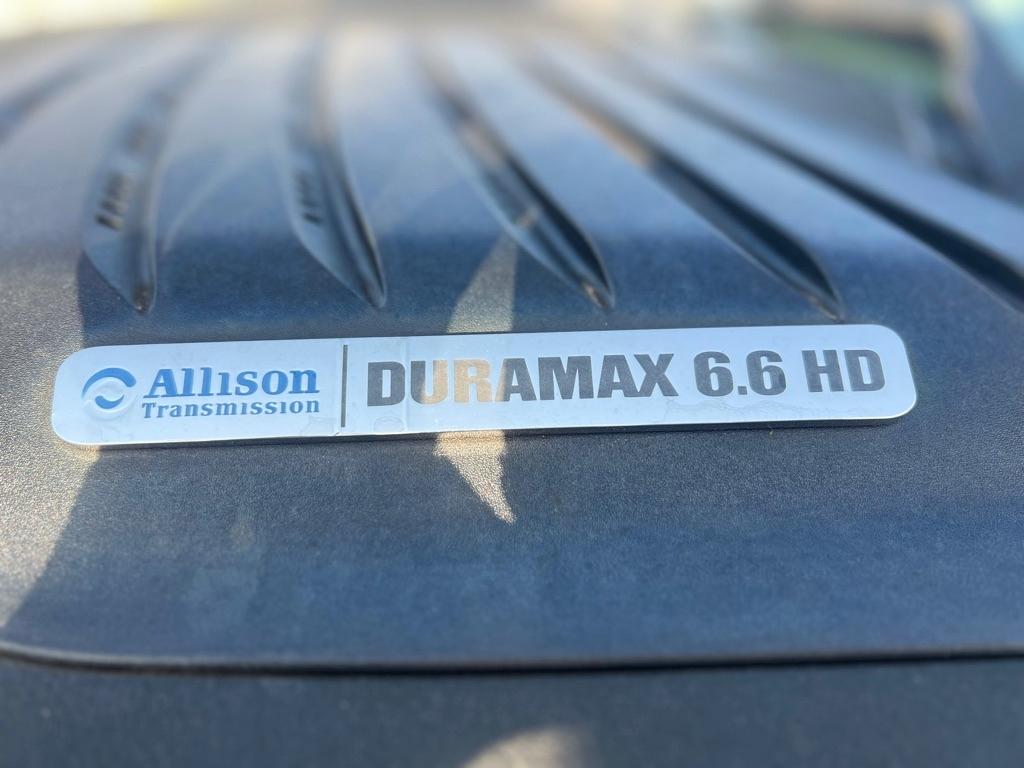 Allison
Transmission
DURAMAX 6.6 HD